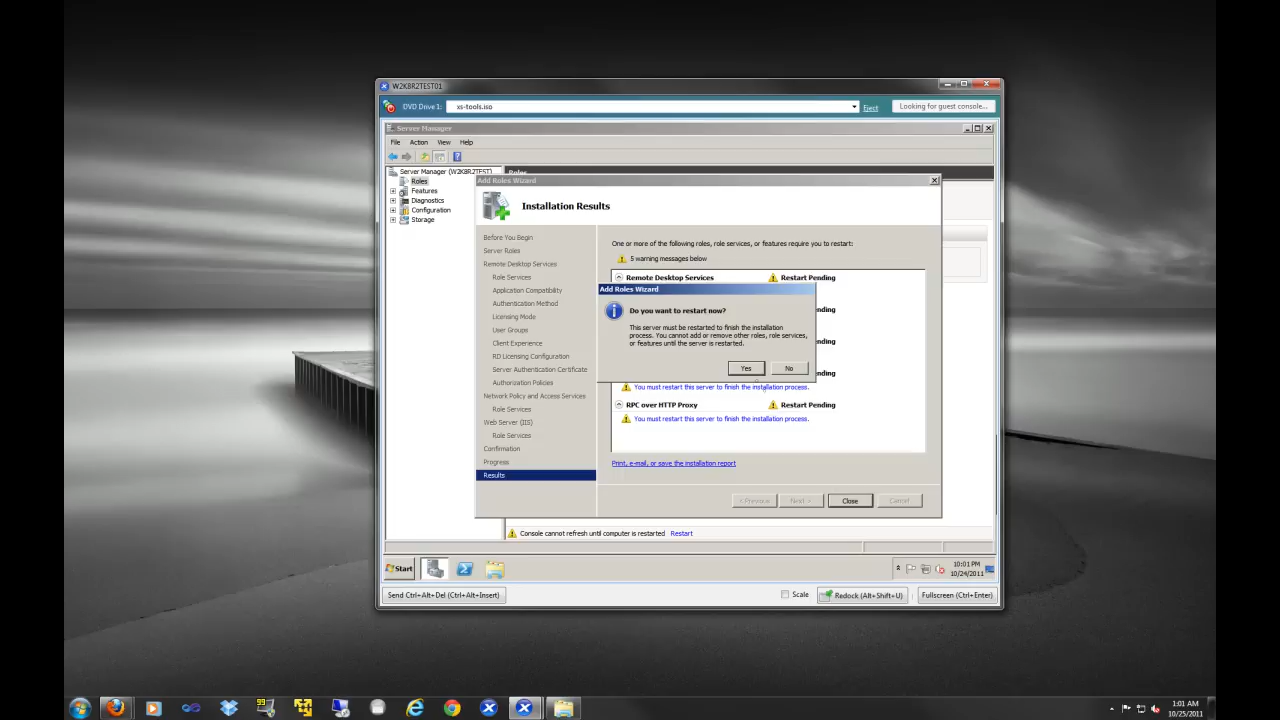 W2K8R2TEST01
DVD Drive 1:
xs-tools.iso
Eject
Looking for guest console...
Server Manager
File Action View Help
Server Manager (W2K8R2TEST)
Roles
Features
Diagnostics
Configuration
Storage
Roles
Add Roles Wizard
Installation Results
Before You Begin
Server Roles
Remote Desktop Services
Role Services
Application Compatibility
Authentication Method
Licensing Mode
User Groups
Client Experience
RD Licensing Configuration
Server Authentication Certificate
Authorization Policies
Network Policy and Access Services
Role Services
Web Server (IIS)
Role Services
Confirmation
Progress
Results
One or more of the following roles, role services, or features require you to restart:
5 warning messages below
Remote Desktop Services
Restart Pending
Add Roles Wizard
Do you want to restart now?
This server must be restarted to finish the installation
process. You cannot add or remove other roles, role services,
or features until the server is restarted.
Yes
No
You must restart this server to finish the installation process.
RPC over HTTP Proxy
Restart Pending
You must restart this server to finish the installation process.
Print, e-mail, or save the installation report
< Previous
Next >
Close
Cancel
Console cannot refresh until computer is restarted Restart
Start
10:01 PM
10/24/2011
Send Ctrl+Alt+Del (Ctrl+Alt+Insert)
Scale
Redock (Alt+Shift+U)
Fullscreen (Ctrl+Enter)
1:01 AM
10/25/2011